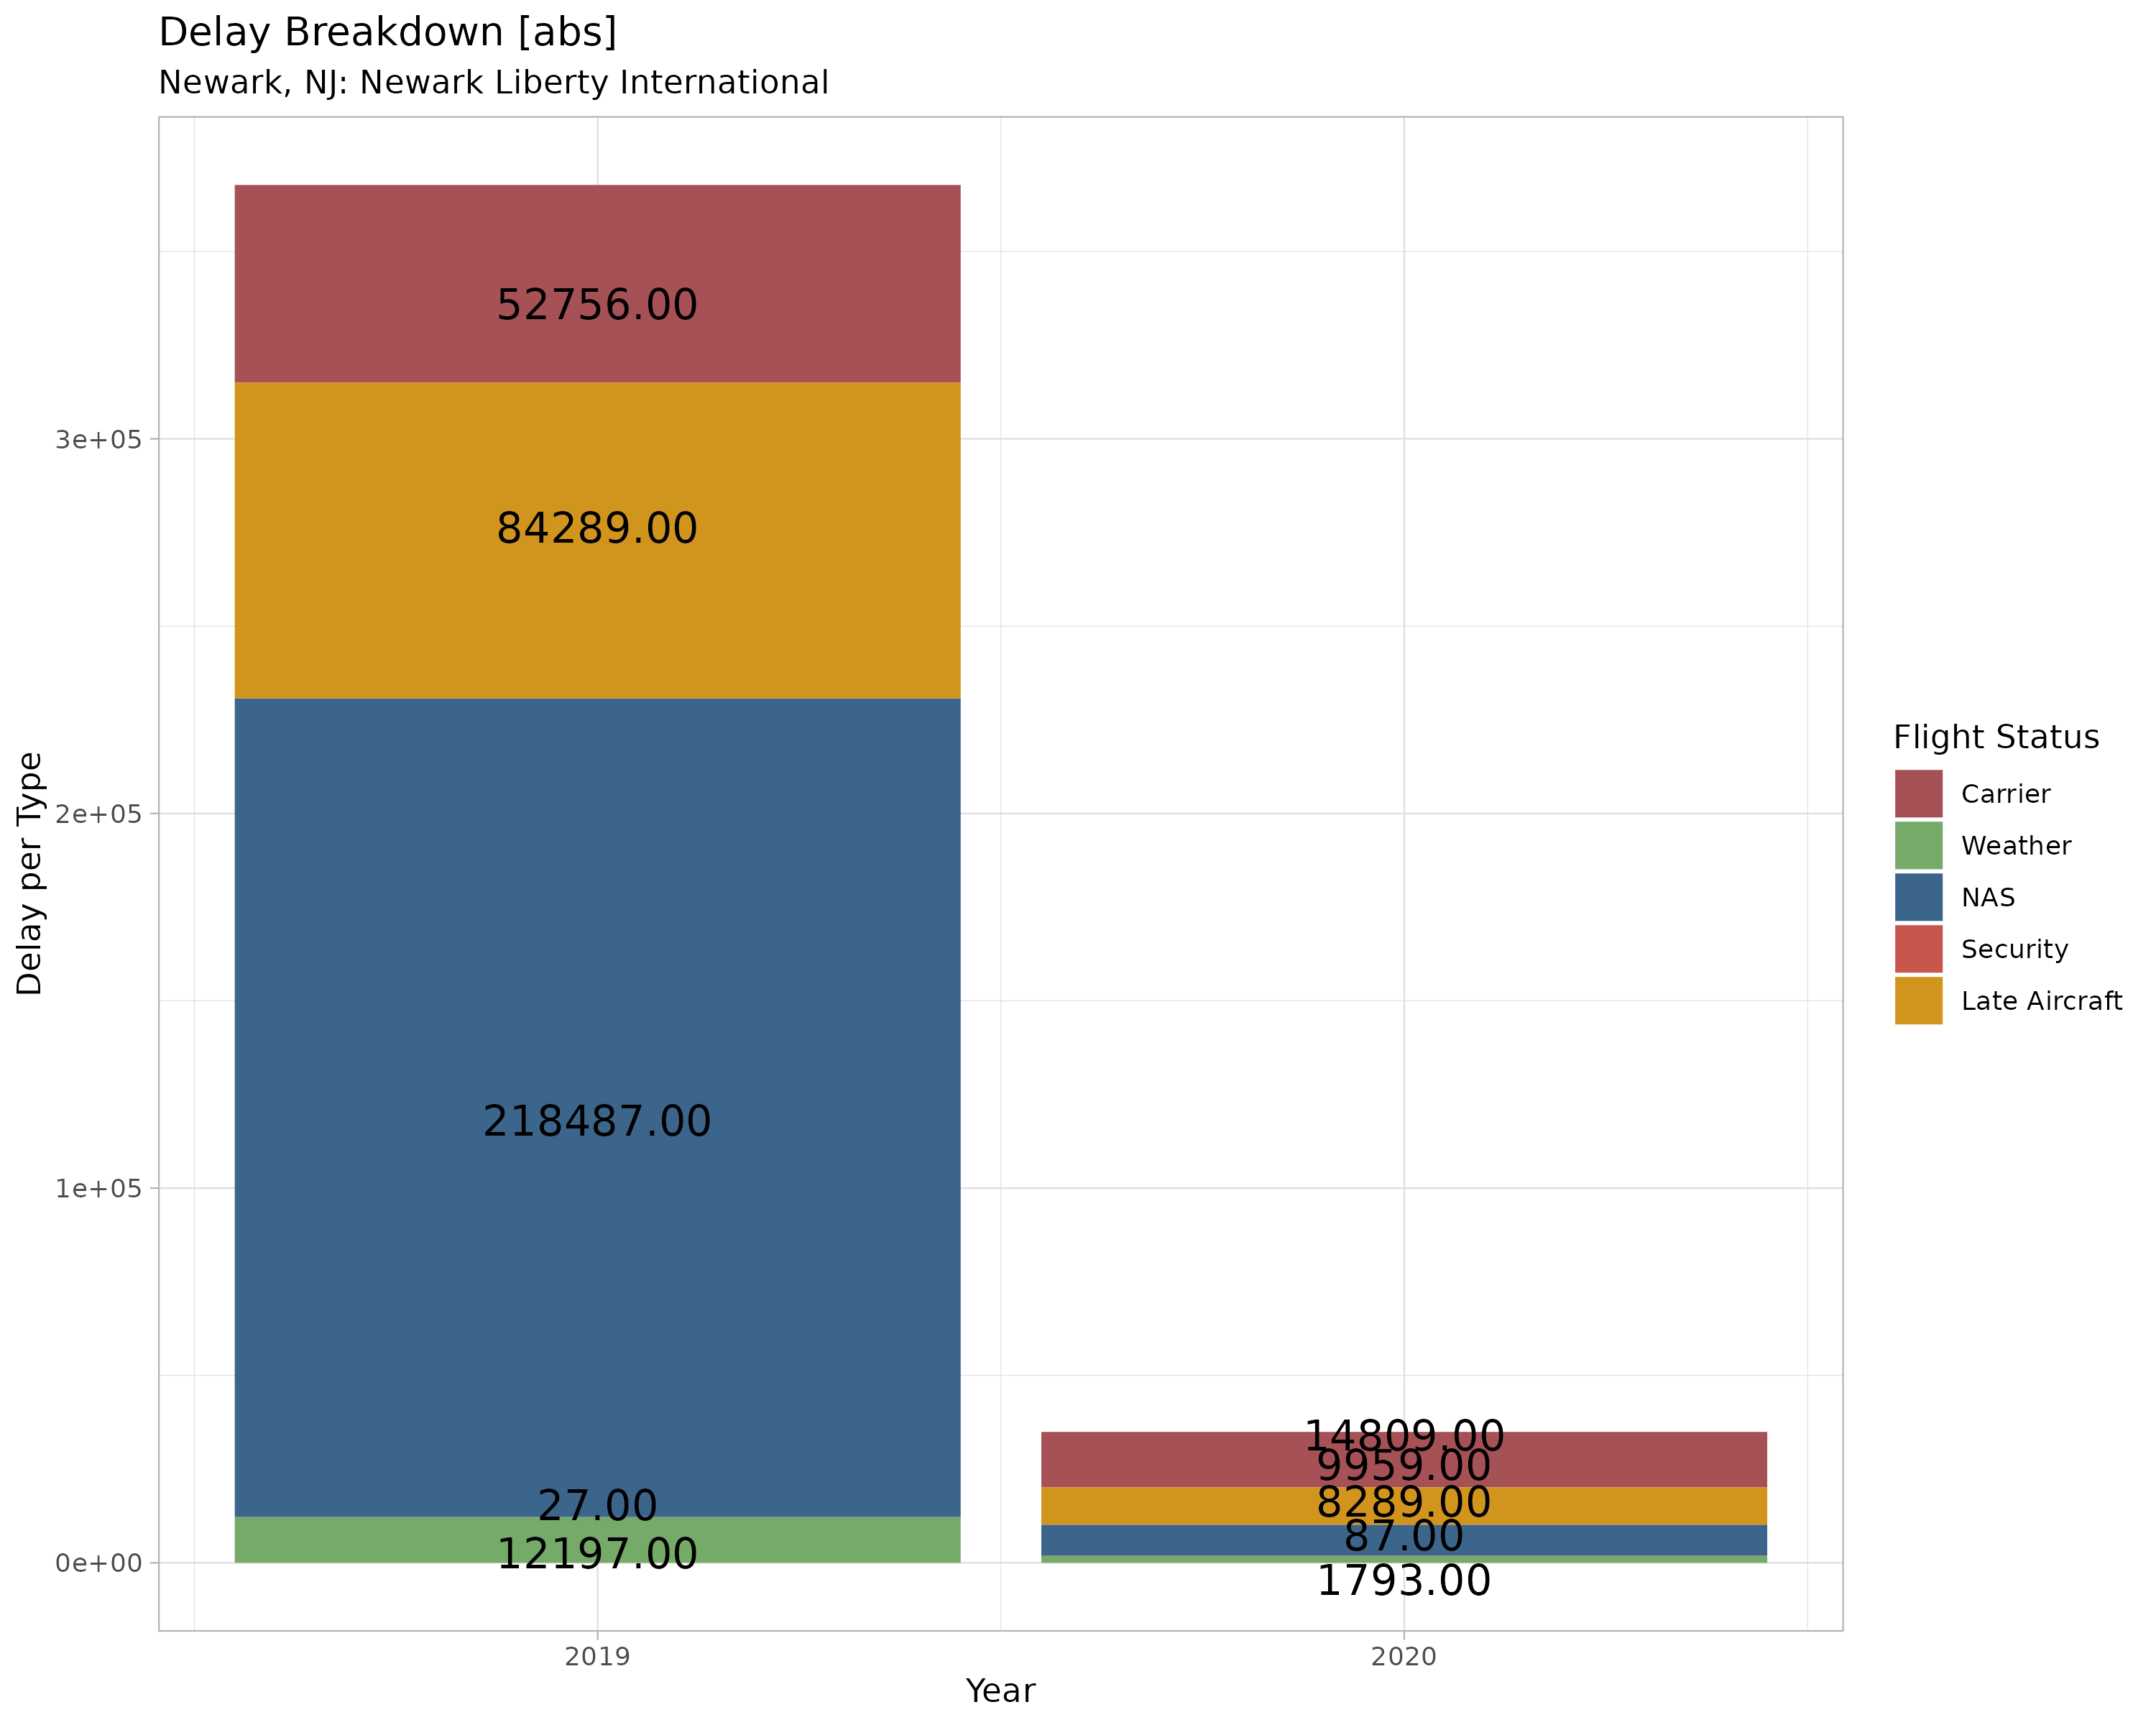 Delay Breakdown [abs]
Newark, NJ: Newark Liberty International
Delay per Type
3e+05
2e+05
1e+05
0e+00
52756.00
84289.00
218487.00
27.00
12197.00
14809.00
9959.00
8289.00
87.00
1793.00
2019
2020
Year
Flight Status
Carrier
Weather
NAS
Security
Late Aircraft